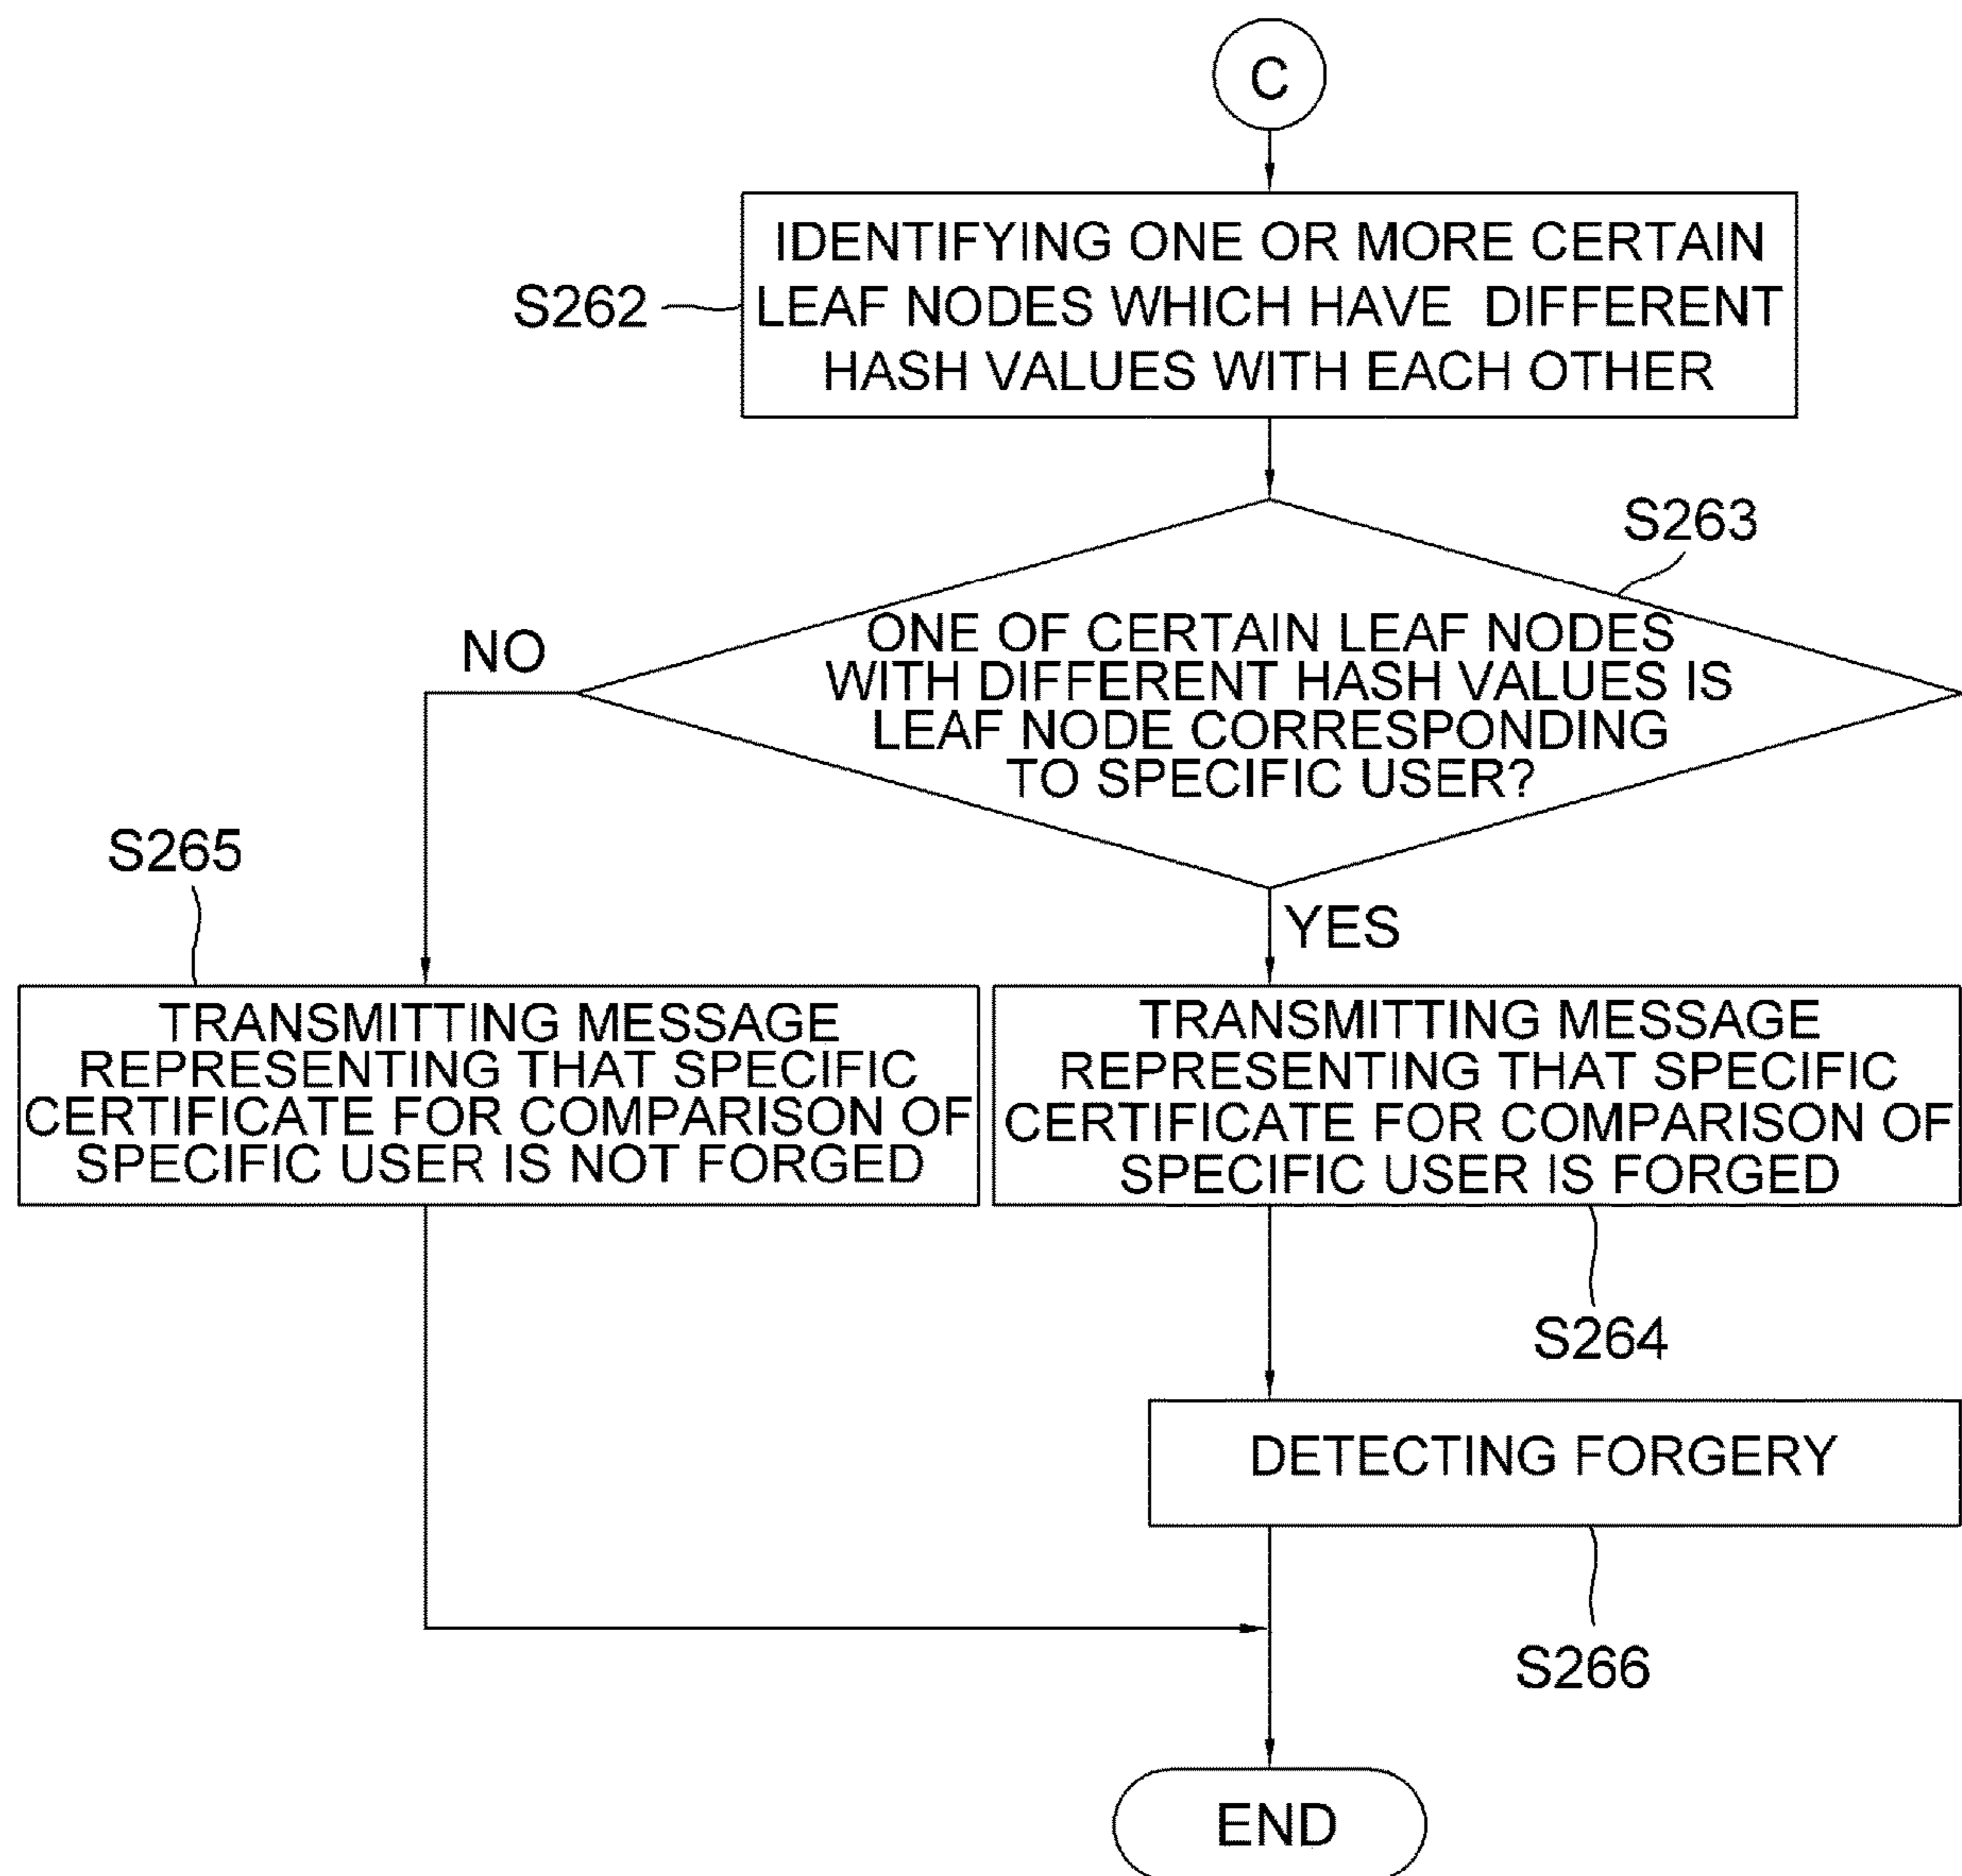 C
IDENTIFYING ONE OR MORE CERTAIN
LEAF NODES WHICH HAVE DIFFERENT
HASH VALUES WITH EACH OTHER
S262
S263
ONE OF CERTAIN LEAF NODES
WITH DIFFERENT HASH VALUES IS
LEAF NODE CORRESPONDING
TO SPECIFIC USER?
NO
YES
S265
TRANSMITTING MESSAGE
REPRESENTING THAT SPECIFIC
CERTIFICATE FOR COMPARISON OF
SPECIFIC USER IS NOT FORGED
TRANSMITTING MESSAGE
REPRESENTING THAT SPECIFIC
CERTIFICATE FOR COMPARISON OF
SPECIFIC USER IS FORGED
S264
DETECTING FORGERY
S266
END